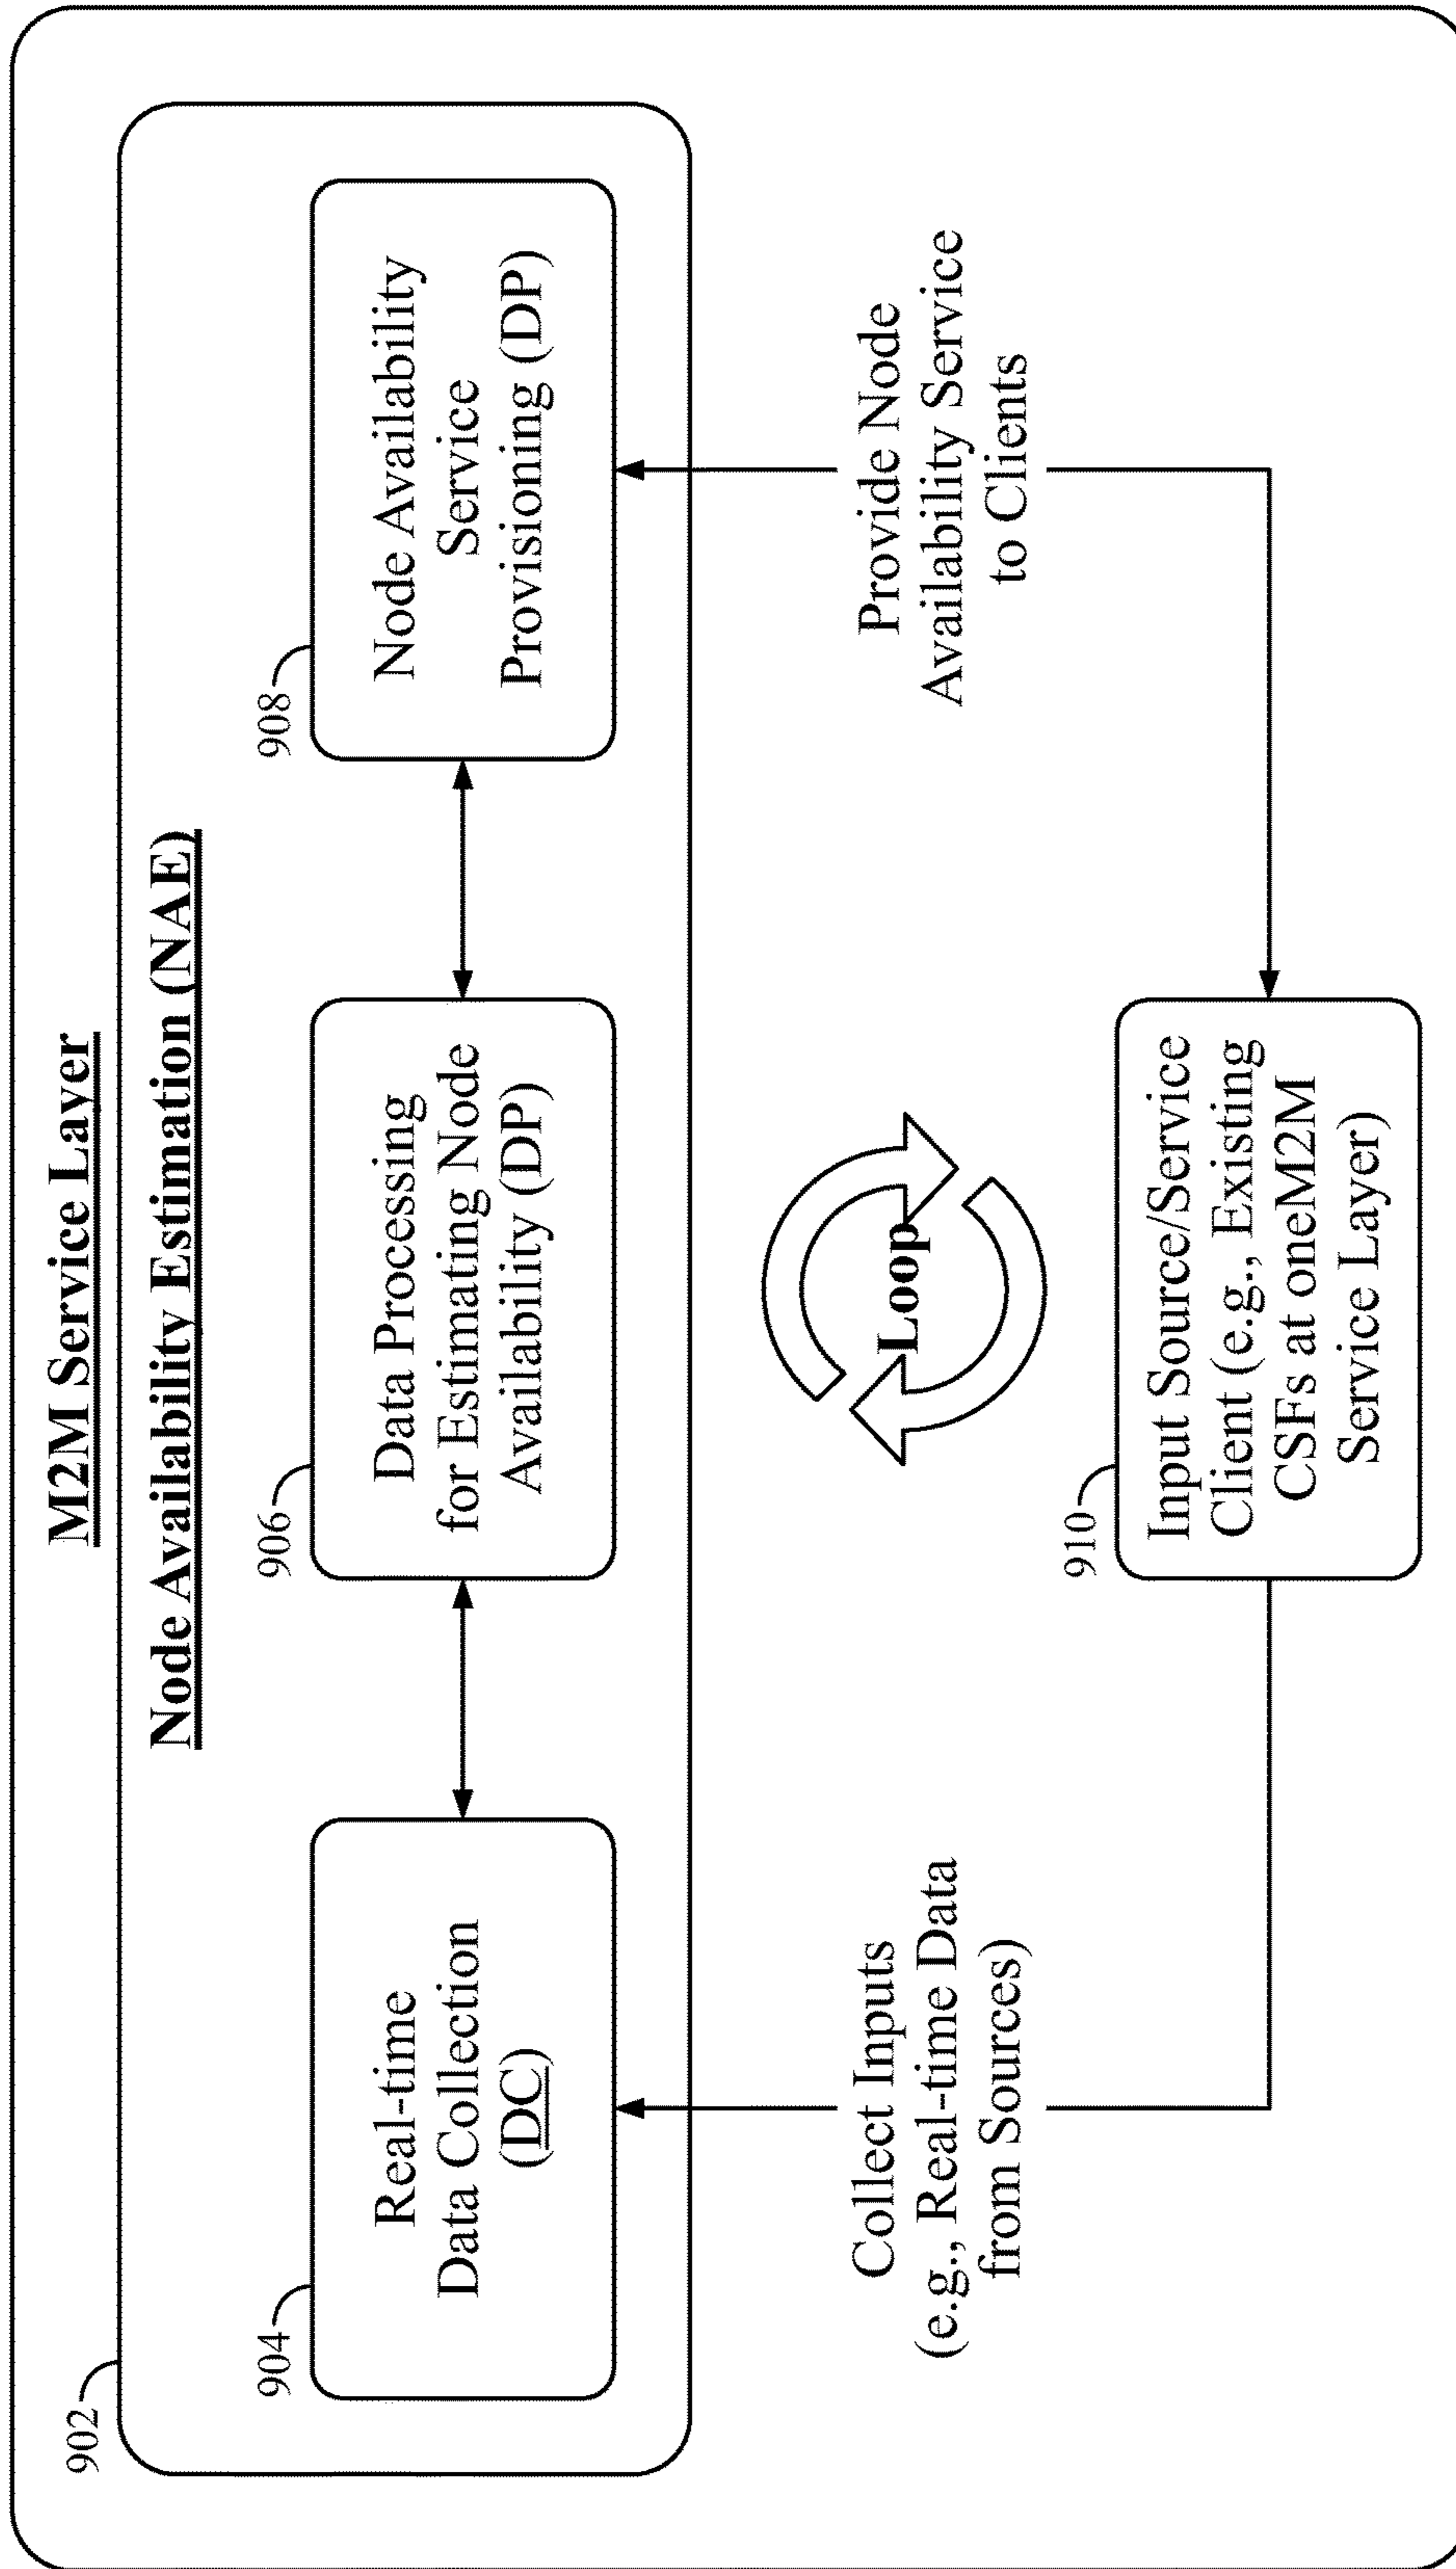 M2M Service Layer
902
Node Availability Estimation (NAE)
904
Real-time
Data Collection
(DC)
906
Data Processing
for Estimating Node
Availability (DP)
908
Node Availability
Service
Provisioning (DP)
Collect Inputs
(e.g., Real-time Data
from Sources)
Loop
Provide Node
Availability Service
to Clients
910
Input Source/Service
Client (e.g., Existing
CSFs at oneM2M
Service Layer)